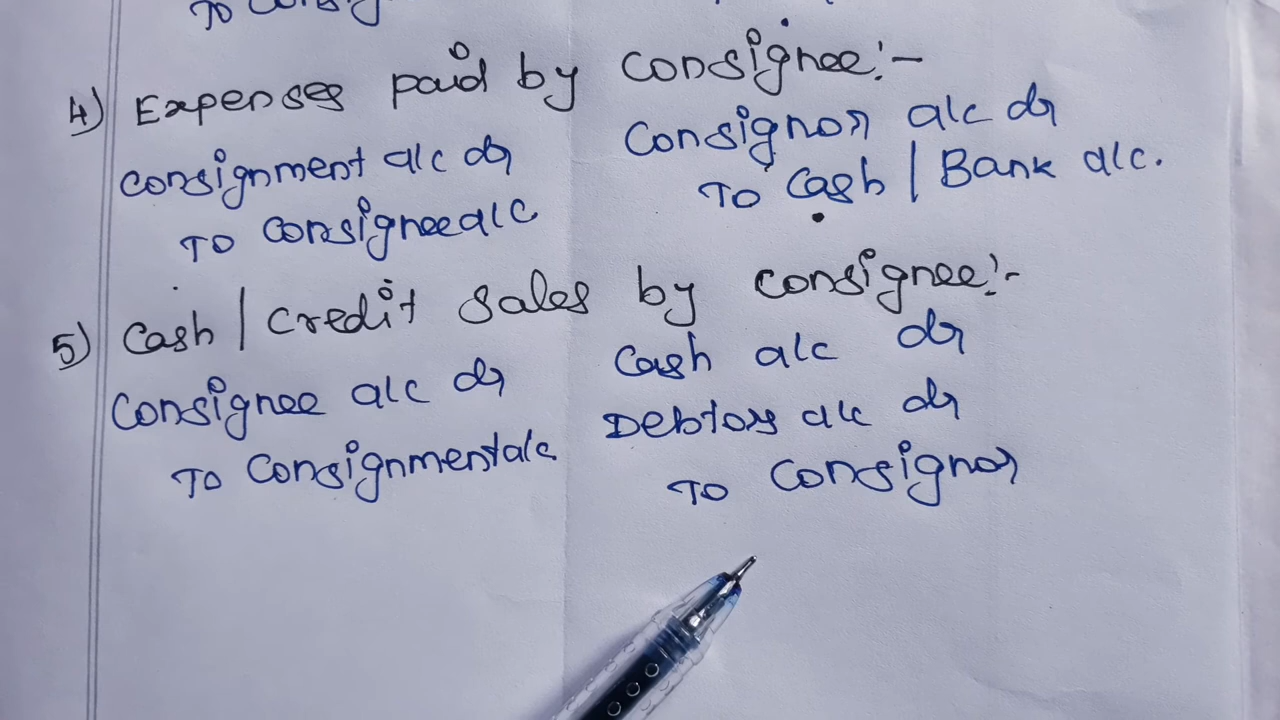 To
4) Expenses paid by consignee:-
consignment a/c dr
To consignee a/c
Consignor a/c dr
To Cash / Bank a/c.
5) Cash / credit sales by consignee:-
Consignee a/c dr
To Consignment a/c
Cash a/c dr
Debtors a/c dr
To Consignor